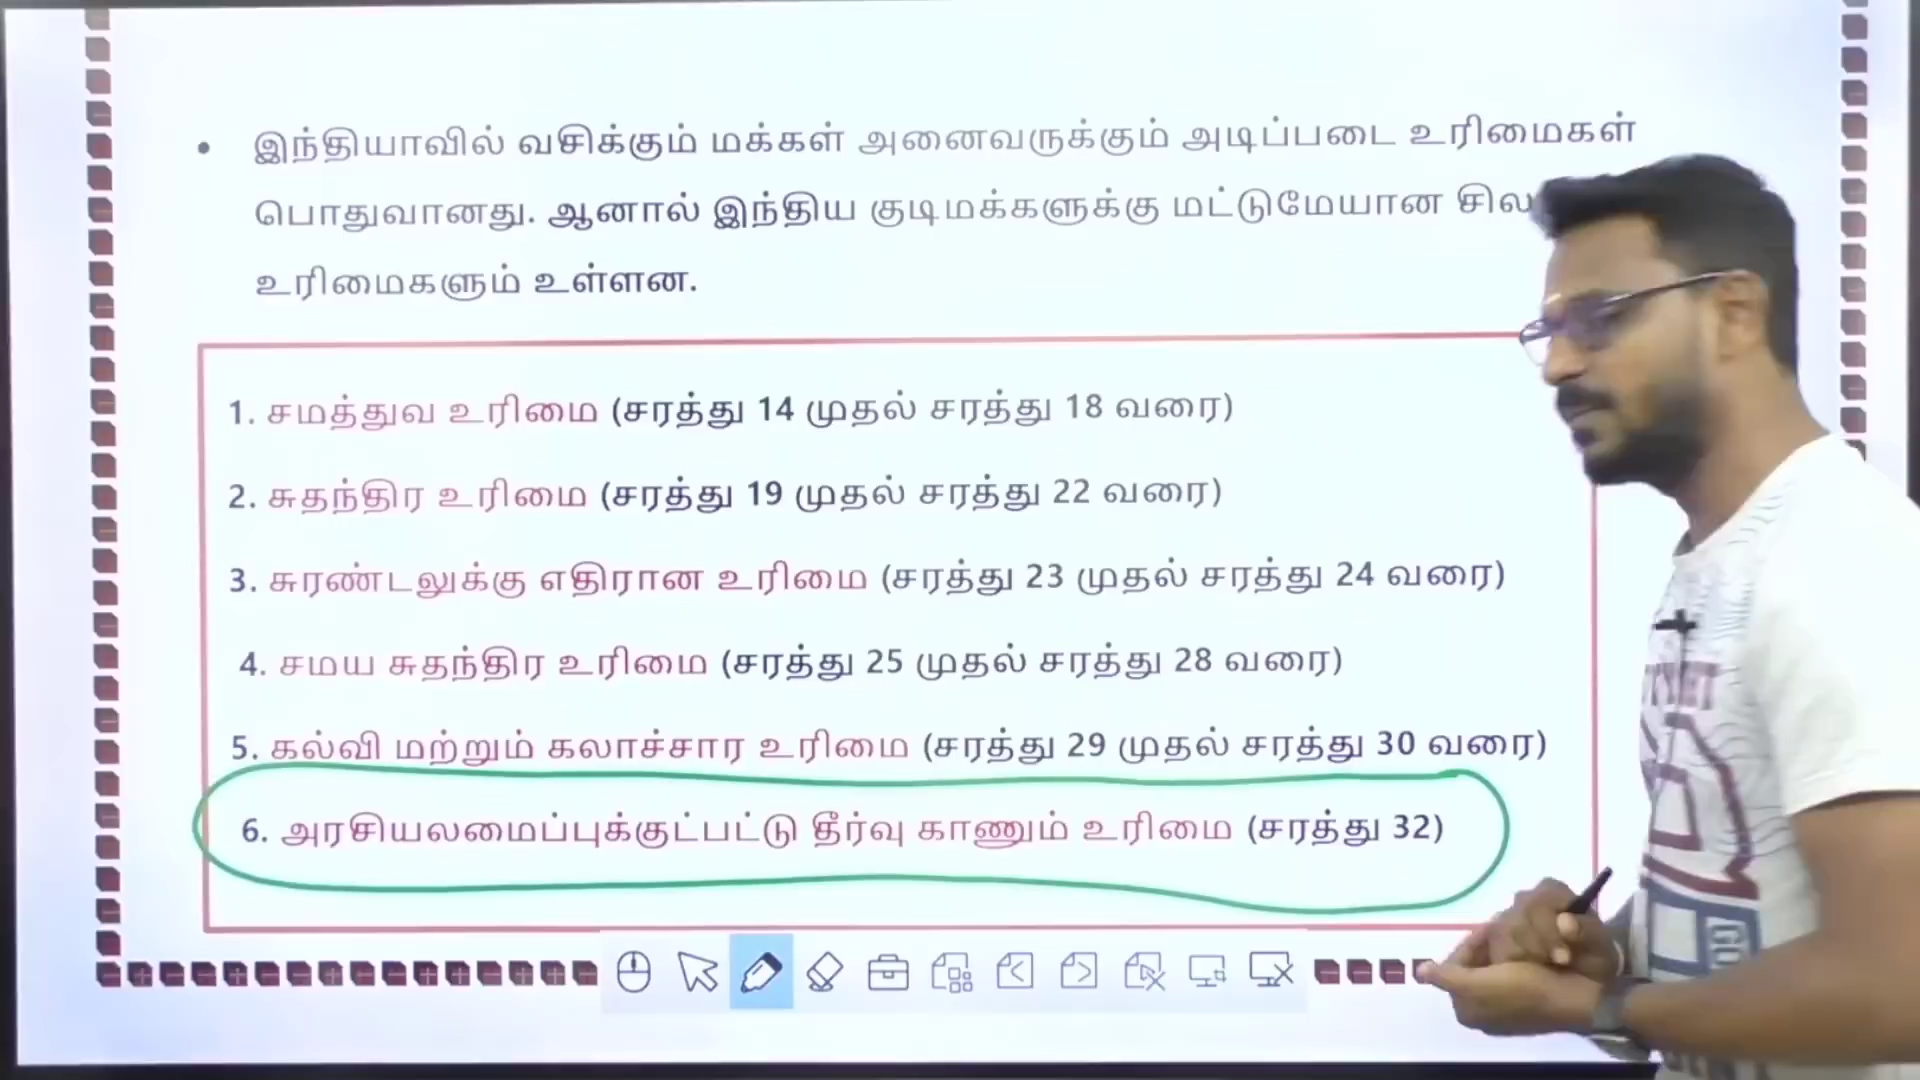 • இந்தியாவில் வசிக்கும் மக்கள் அனைவருக்கும் அடிப்படை உரிமைகள்
பொதுவானது. ஆனால் இந்திய குடிமக்களுக்கு மட்டுமேயான சில
உரிமைகளும் உள்ளன.
1. சமத்துவ உரிமை (சரத்து 14 முதல் சரத்து 18 வரை)
2. சுதந்திர உரிமை (சரத்து 19 முதல் சரத்து 22 வரை)
3. சுரண்டலுக்கு எதிரான உரிமை (சரத்து 23 முதல் சரத்து 24 வரை)
4. சமய சுதந்திர உரிமை (சரத்து 25 முதல் சரத்து 28 வரை)
5. கல்வி மற்றும் கலாச்சார உரிமை (சரத்து 29 முதல் சரத்து 30 வரை)
6. அரசியலமைப்புக்குட்பட்டு தீர்வு காணும் உரிமை (சரத்து 32)